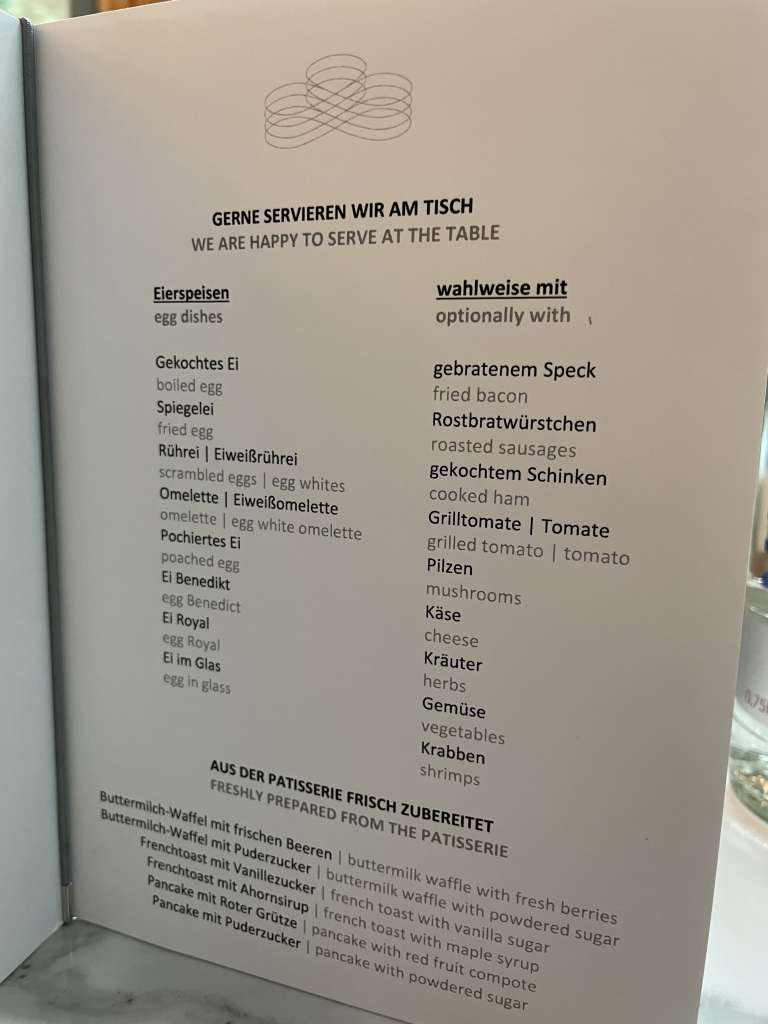 GERNE SERVIEREN WIR AM TISCH
WE ARE HAPPY TO SERVE AT THE TABLE
Eierspeisen
egg dishes
Gekochtes Ei
boiled egg
Spiegelei
fried egg
Rührei | Eiweißrührei
scrambled eggs | egg whites
Omelette | Eiweißomelette
omelette | egg white omelette
Pochiertes Ei
poached egg
Ei Benedikt
egg Benedict
Ei Royal
egg Royal
Ei im Glas
egg in glass
wahlweise mit
optionally with
gebratenem Speck
fried bacon
Rostbratwürstchen
roasted sausages
gekochtem Schinken
cooked ham
Grilltomate | Tomate
grilled tomato | tomato
Pilzen
mushrooms
Käse
cheese
Kräuter
herbs
Gemüse
vegetables
Krabben
shrimps
AUS DER PATISSERIE FRISCH ZUBEREITET
FRESHLY PREPARED FROM THE PATISSERIE
Buttermilch-Waffel mit frischen Beeren | buttermilk waffle with fresh berries
Buttermilch-Waffel mit Puderzucker | buttermilk waffle with powdered sugar
Frenchtoast mit Vanillezucker | french toast with vanilla sugar
Frenchtoast mit Ahornsirup | french toast with maple syrup
Pancake mit Roter Grütze | pancake with red fruit compote
Pancake mit Puderzucker | pancake with powdered sugar